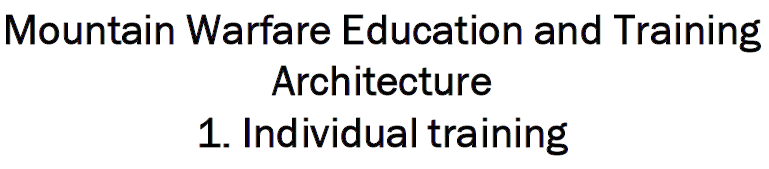 Mountain Warfare Education and Training
Architecture
1. Individual training